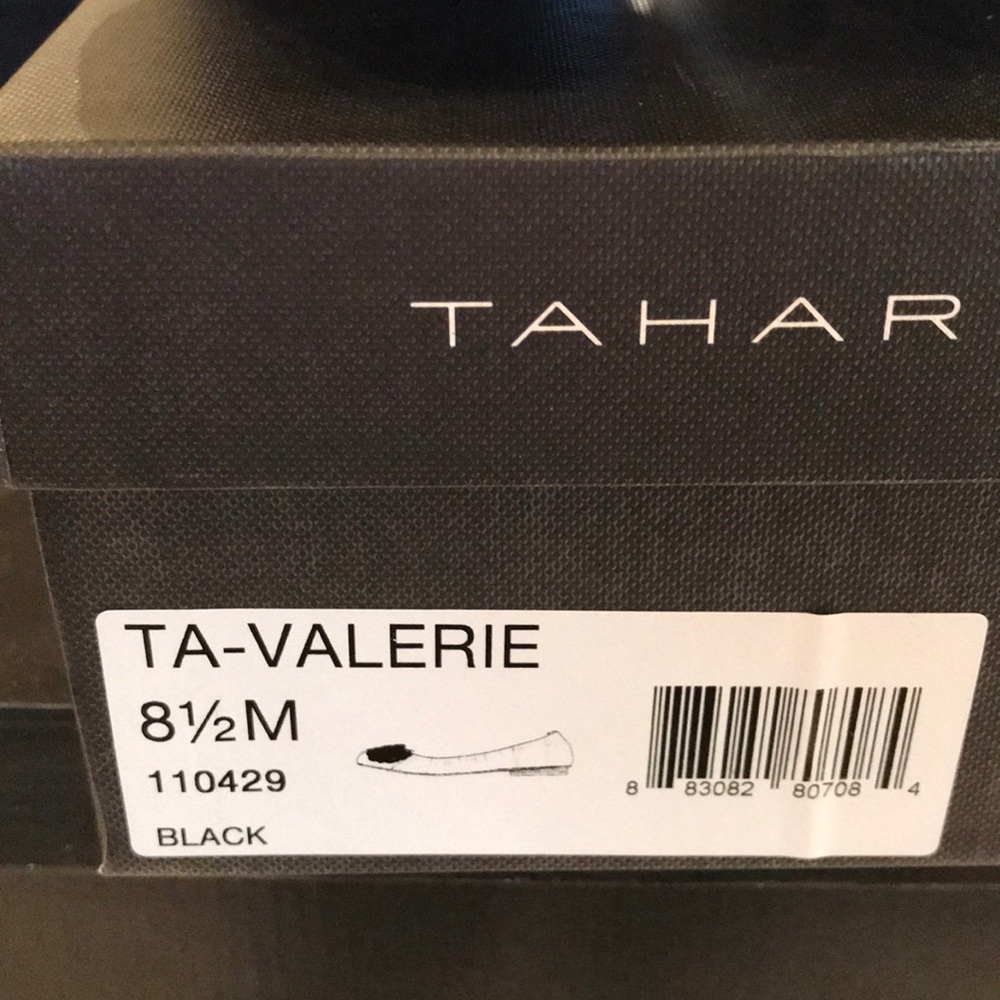 TAHAR
TA-VALERIE
8½M
110429
BLACK
8 83082 80708 4